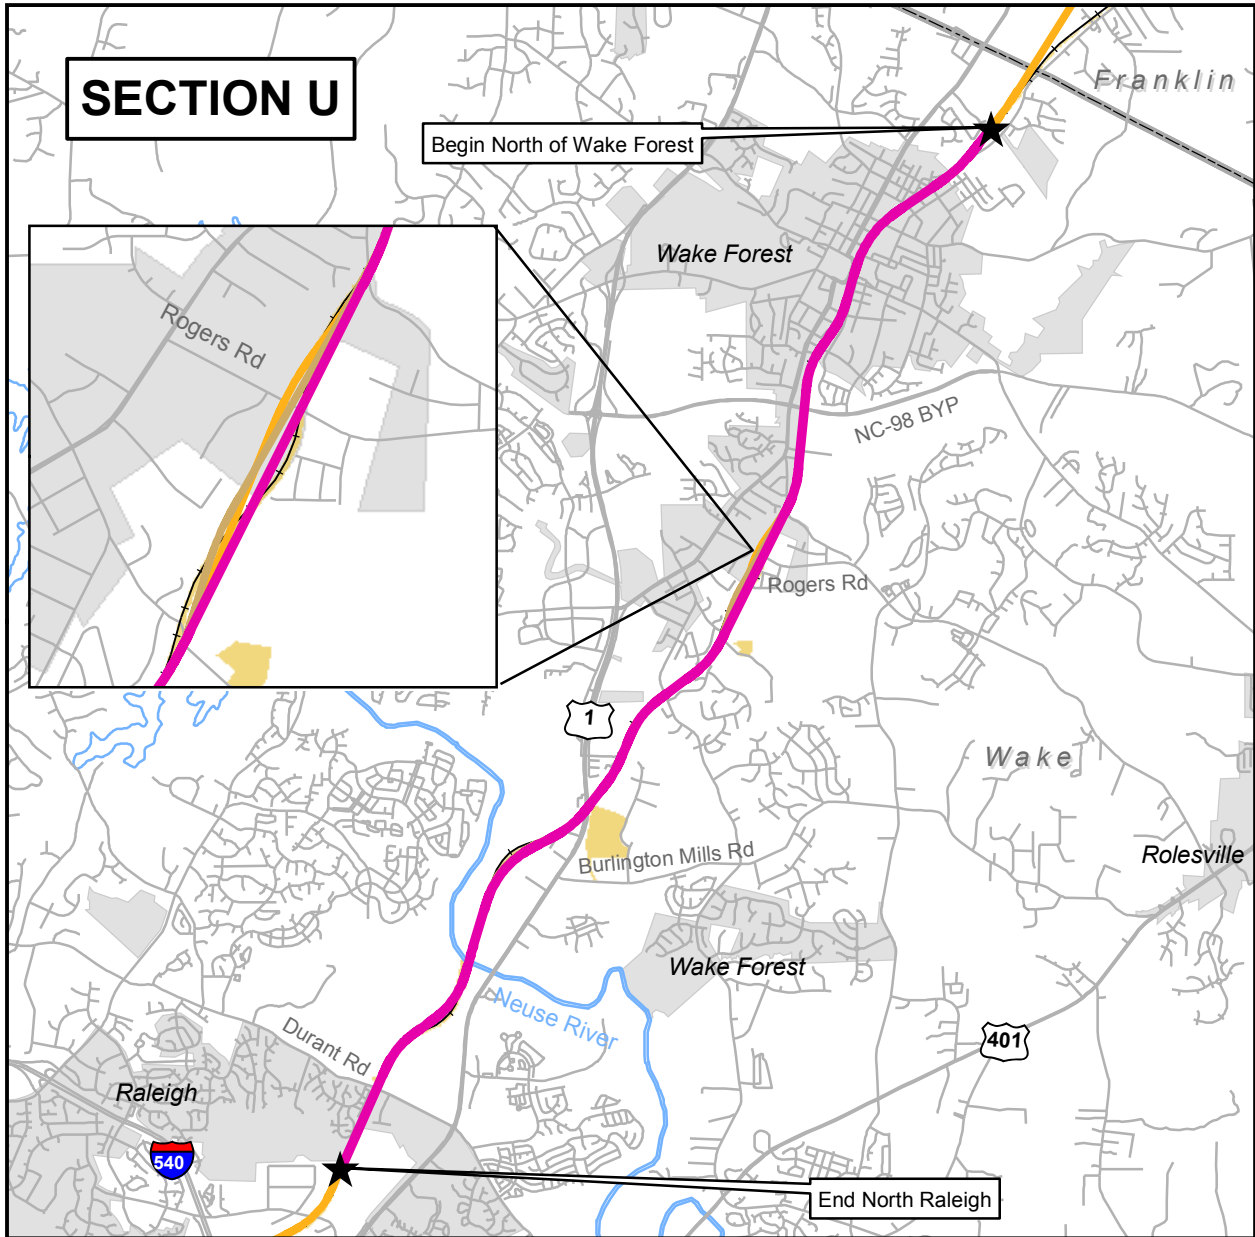 SECTION U
Franklin
Begin North of Wake Forest
Wake Forest
Rogers Rd
NC-98 BYP
Rogers Rd
1
Wake
Burlington Mills Rd
Rolesville
Wake Forest
Neuse River
Durant Rd
401
Raleigh
540
End North Raleigh